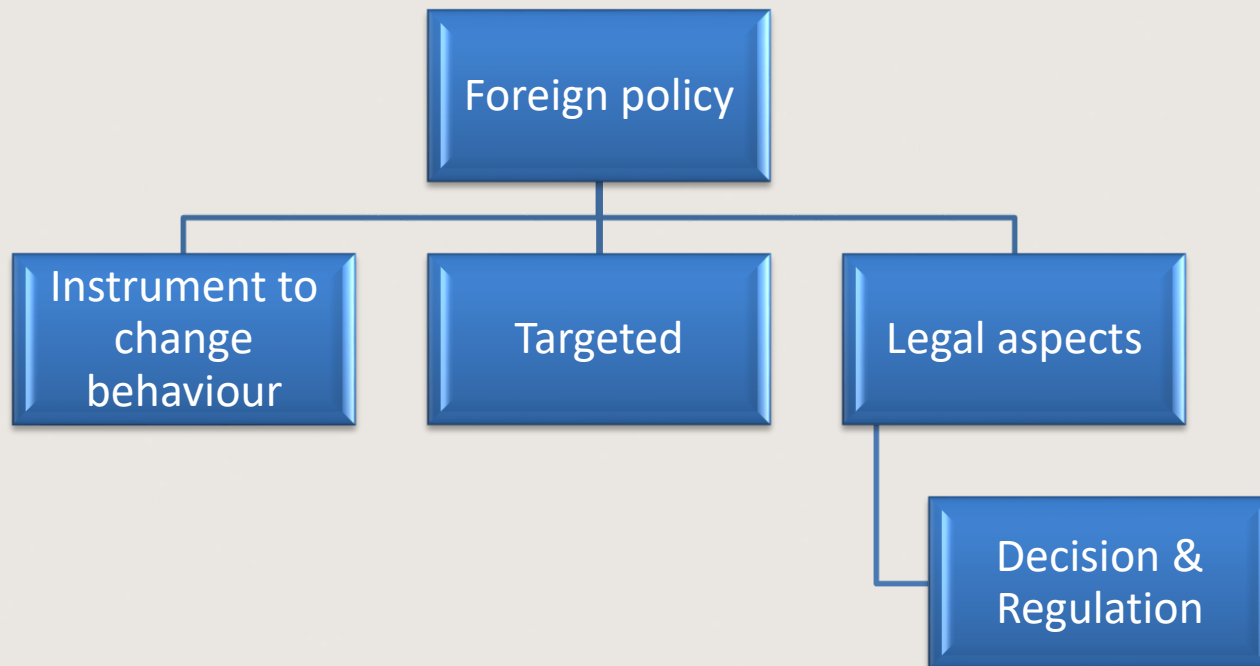 Foreign policy
Instrument to
change
behaviour
Targeted
Legal aspects
Decision &
Regulation